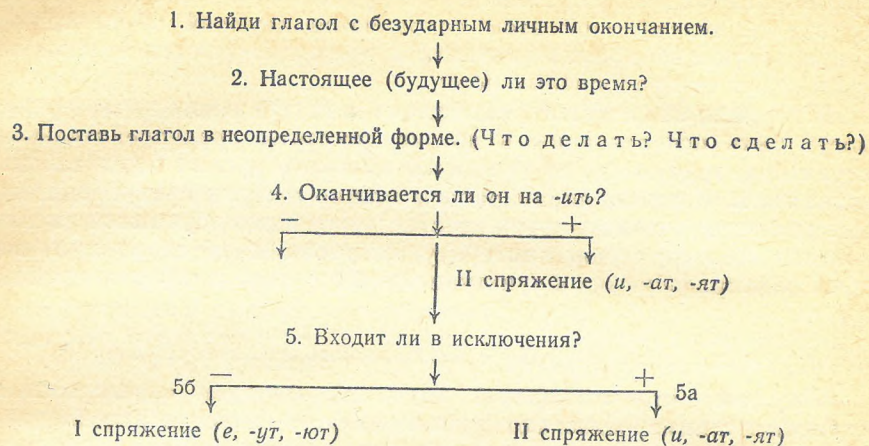 1. Найди глагол с безударным личным окончанием.
2. Настоящее (будущее) ли это время?
3. Поставь глагол в неопределенной форме. (Что делать? Что сделать?)
4. Оканчивается ли он на -ить?
— +
II спряжение (и, -ат, -ят)
5. Входит ли в исключения?
5б — + 5а
I спряжение (е, -ут, -ют) II спряжение (и, -ат, -ят)